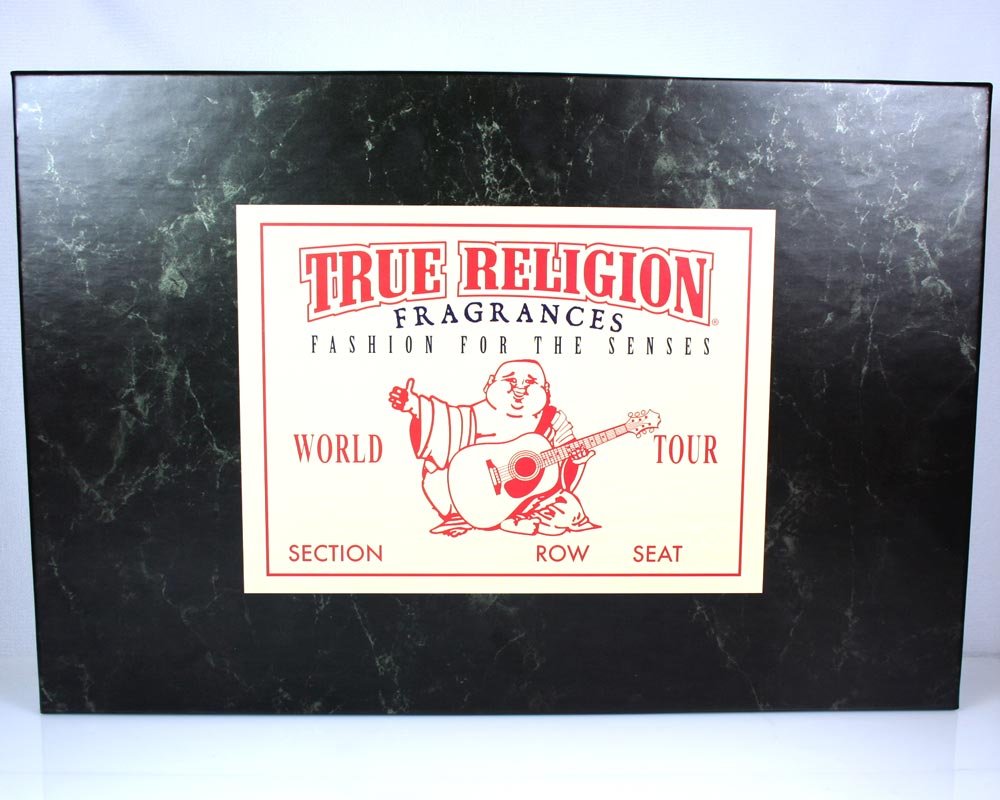 TRUE RELIGION®
FRAGRANCES
FASHION FOR THE SENSES
WORLD TOUR
SECTION ROW SEAT